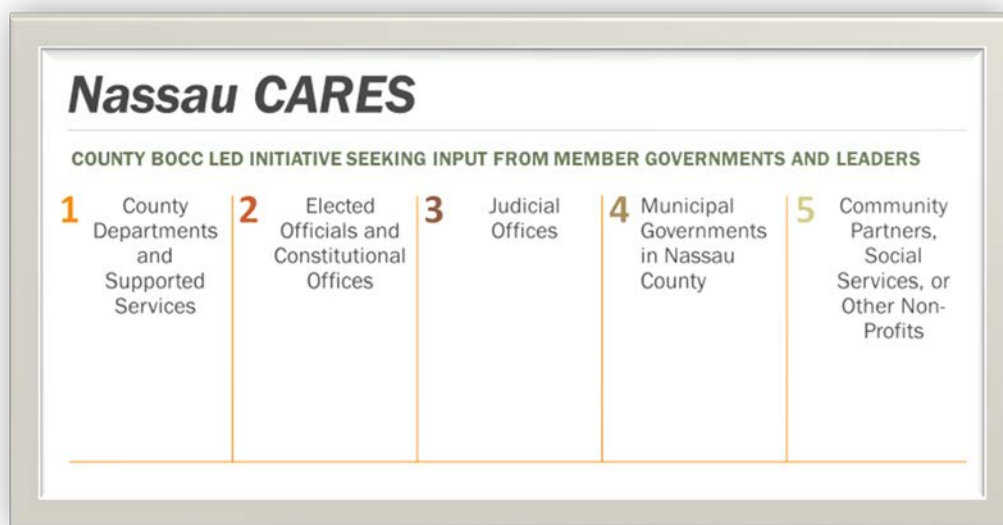 Nassau CARES
COUNTY BOCC LED INITIATIVE SEEKING INPUT FROM MEMBER GOVERNMENTS AND LEADERS
1
County
Departments
and
Supported
Services
2
Elected
Officials and
Constitutional
Offices
3
Judicial
Offices
4
Municipal
Governments
in Nassau
County
5
Community
Partners,
Social
Services, or
Other Non-
Profits